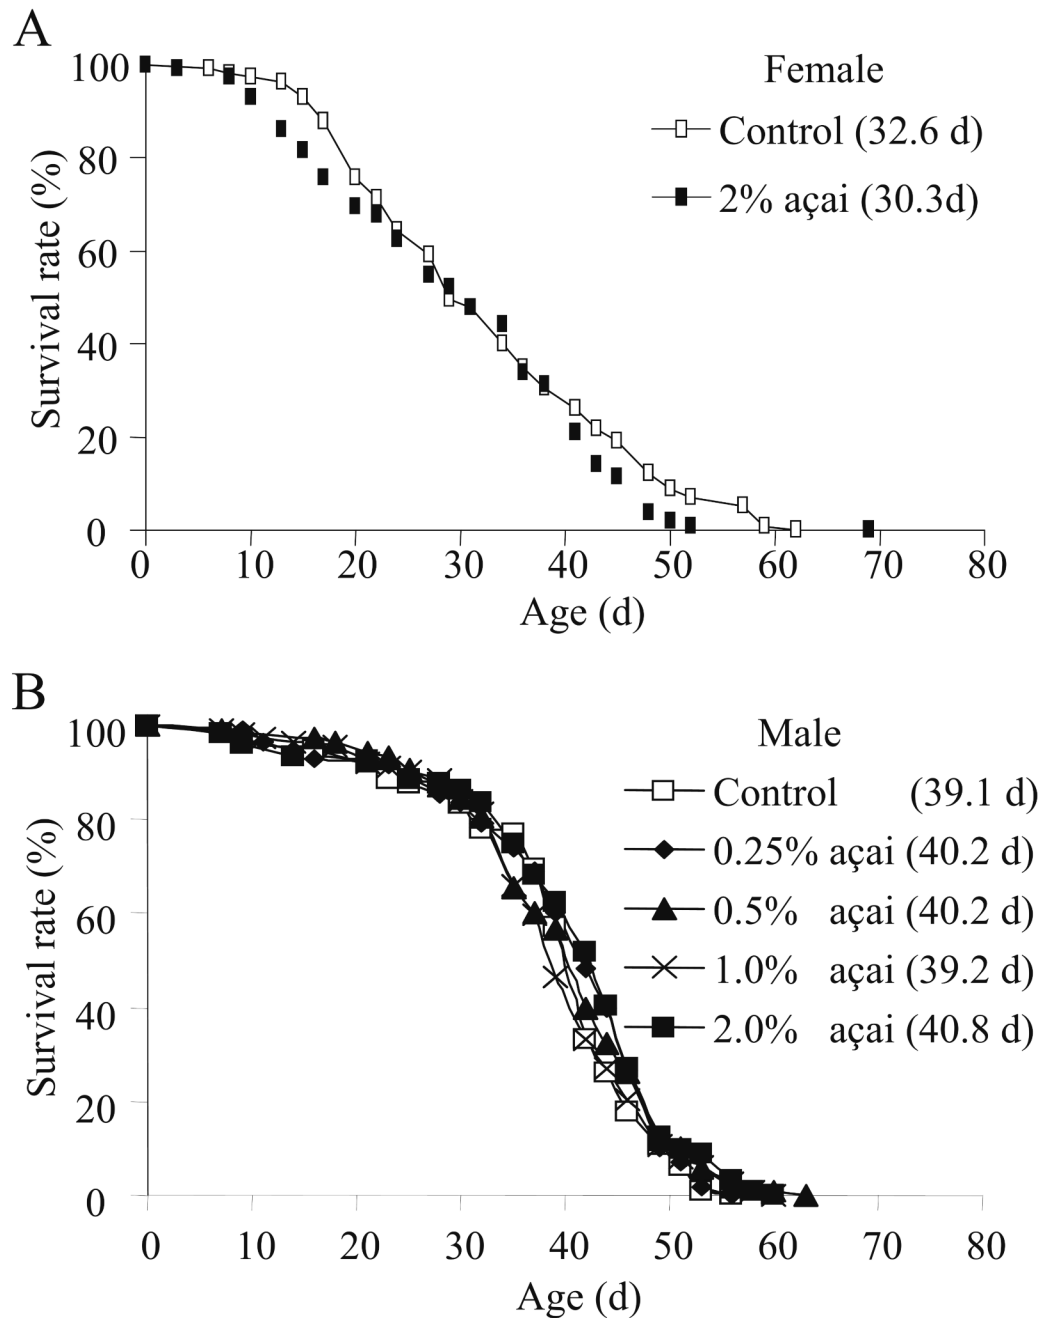 A
Female
Control (32.6 d)
2% açai (30.3d)
Survival rate (%)
100
80
60
40
20
0
0 10 20 30 40 50 60 70 80
Age (d)
B
Male
Control (39.1 d)
0.25% açai (40.2 d)
0.5% açai (40.2 d)
1.0% açai (39.2 d)
2.0% açai (40.8 d)
Survival rate (%)
100
80
60
40
20
0
0 10 20 30 40 50 60 70 80
Age (d)